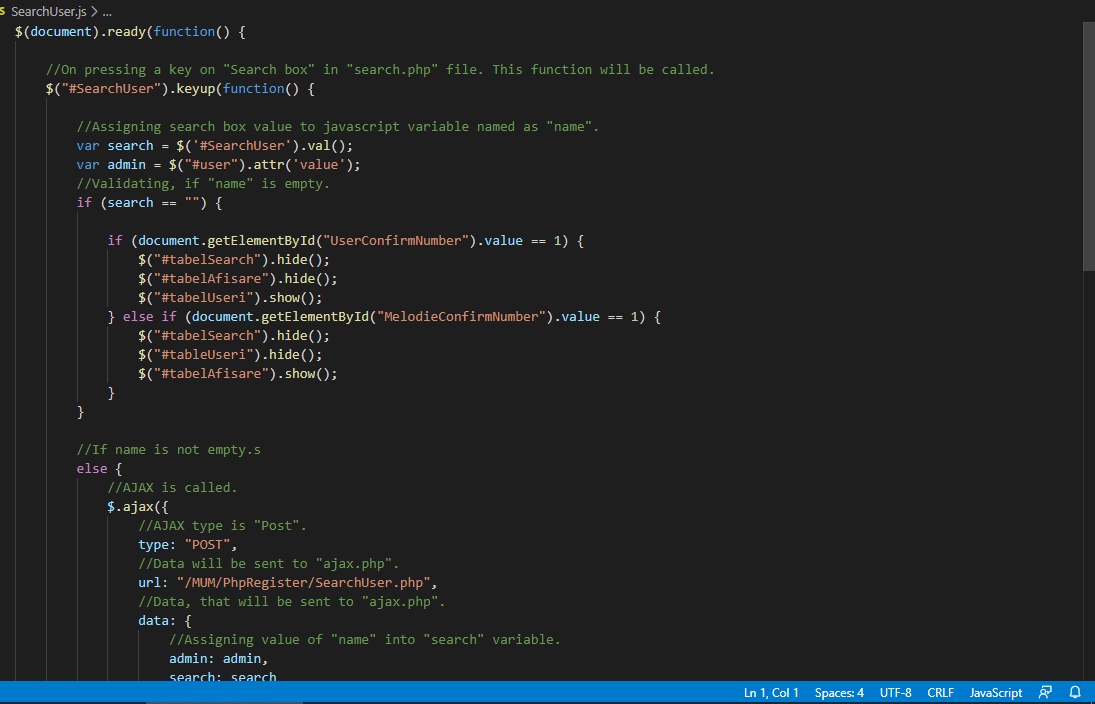 S SearchUser.js > ...
$(document).ready(function() {
//On pressing a key on "Search box" in "search.php" file. This function will be called.
$("#SearchUser").keyup(function() {
//Assigning search box value to javascript variable named as "name".
var search = $('#SearchUser').val();
var admin = $("#user").attr('value');
//Validating, if "name" is empty.
if (search == "") {
if (document.getElementById("UserConfirmNumber").value == 1) {
$("#tabelSearch").hide();
$("#tabelAfisare").hide();
$("#tabelUseri").show();
} else if (document.getElementById("MelodieConfirmNumber").value == 1) {
$("#tabelSearch").hide();
$("#tableUseri").hide();
$("#tabelAfisare").show();
}
}
//If name is not empty.s
else {
//AJAX is called.
$.ajax({
//AJAX type is "Post".
type: "POST",
//Data will be sent to "ajax.php".
url: "/MUM/PhpRegister/SearchUser.php",
//Data, that will be sent to "ajax.php".
data: {
//Assigning value of "name" into "search" variable.
admin: admin,
search: search
Ln 1, Col 1 Spaces: 4 UTF-8 CRLF JavaScript